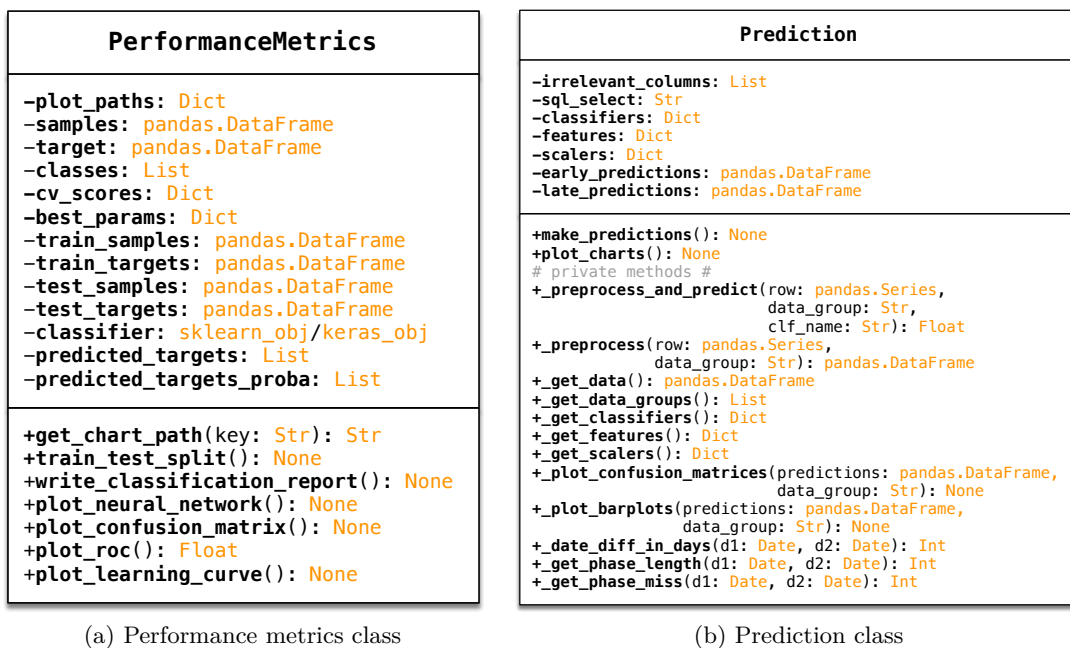 PerformanceMetrics
-plot_paths: Dict
-samples: pandas.DataFrame
-target: pandas.DataFrame
-classes: List
-cv_scores: Dict
-best_params: Dict
-train_samples: pandas.DataFrame
-train_targets: pandas.DataFrame
-test_samples: pandas.DataFrame
-test_targets: pandas.DataFrame
-classifier: sklearn_obj/keras_obj
-predicted_targets: List
-predicted_targets_proba: List
+get_chart_path(key: Str): Str
+train_test_split(): None
+write_classification_report(): None
+plot_neural_network(): None
+plot_confusion_matrix(): None
+plot_roc(): Float
+plot_learning_curve(): None
(a) Performance metrics class
Prediction
-irrelevant_columns: List
-sql_select: Str
-classifiers: Dict
-features: Dict
-scalers: Dict
-early_predictions: pandas.DataFrame
-late_predictions: pandas.DataFrame
+make_predictions(): None
+plot_charts(): None
# private methods #
+_preprocess_and_predict(row: pandas.Series,
data_group: Str,
clf_name: Str): Float
+_preprocess(row: pandas.Series,
data_group: Str): pandas.DataFrame
+_get_data(): pandas.DataFrame
+_get_data_groups(): List
+_get_classifiers(): Dict
+_get_features(): Dict
+_get_scalers(): Dict
+_plot_confusion_matrices(predictions: pandas.DataFrame,
data_group: Str): None
+_plot_barplots(predictions: pandas.DataFrame,
data_group: Str): None
+_date_diff_in_days(d1: Date, d2: Date): Int
+_get_phase_length(d1: Date, d2: Date): Int
+_get_phase_miss(d1: Date, d2: Date): Int
(b) Prediction class